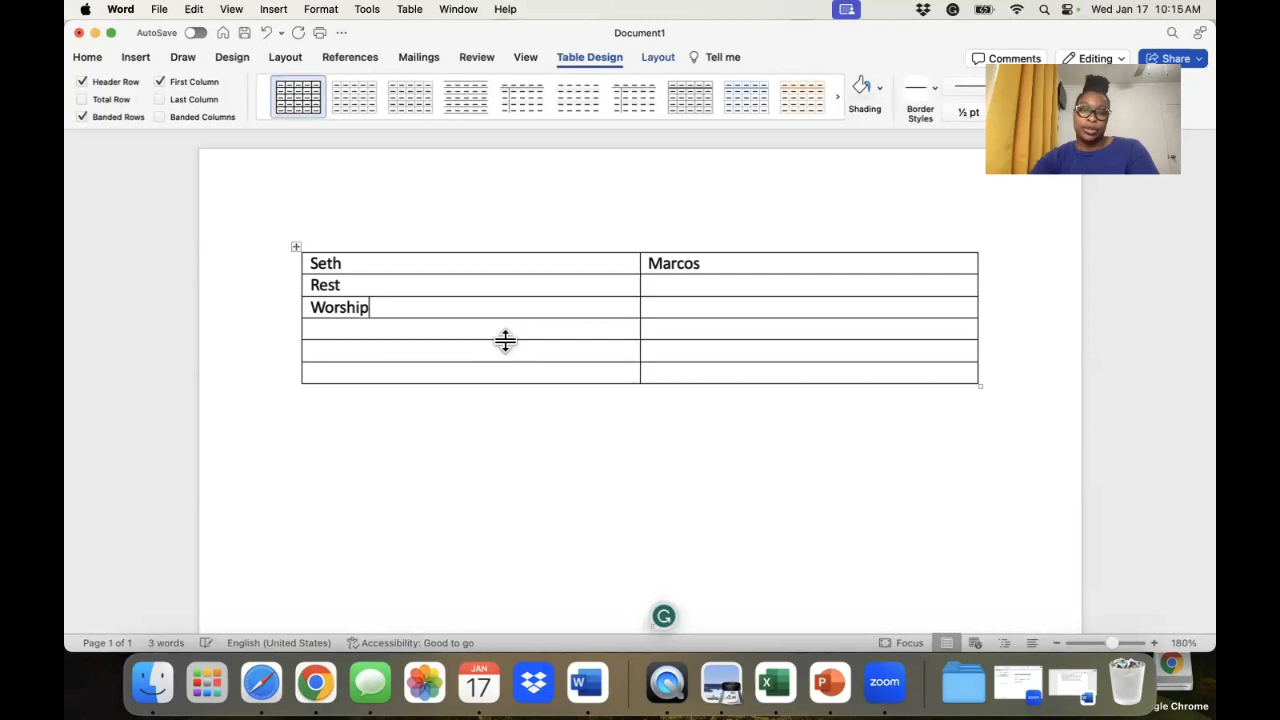 Word File Edit View Insert Format Tools Table Window Help Wed Jan 17 10:15 AM
AutoSave Document1
Home Insert Draw Design Layout References Mailings Review View Table Design Layout Tell me Comments Editing Share
Header Row First Column
Total Row Last Column
Banded Rows Banded Columns
Shading
Border
Styles
½ pt
Seth Marcos
Rest
Worship
G
Page 1 of 1 3 words English (United States) Accessibility: Good to go Focus 180%
JAN
17
W
X
P
zoom
gle Chrome